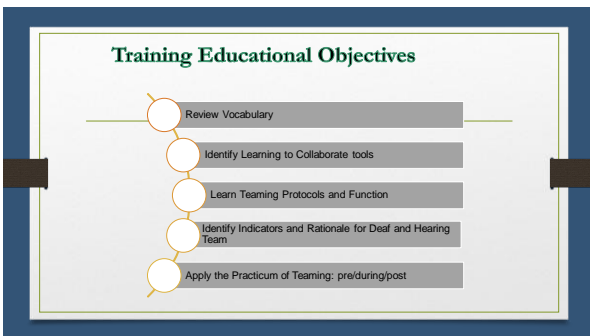 Training Educational Objectives
Review Vocabulary
Identify Learning to Collaborate tools
Learn Teaming Protocols and Function
Identify Indicators and Rationale for Deaf and Hearing
Team
Apply the Practicum of Teaming: pre/during/post